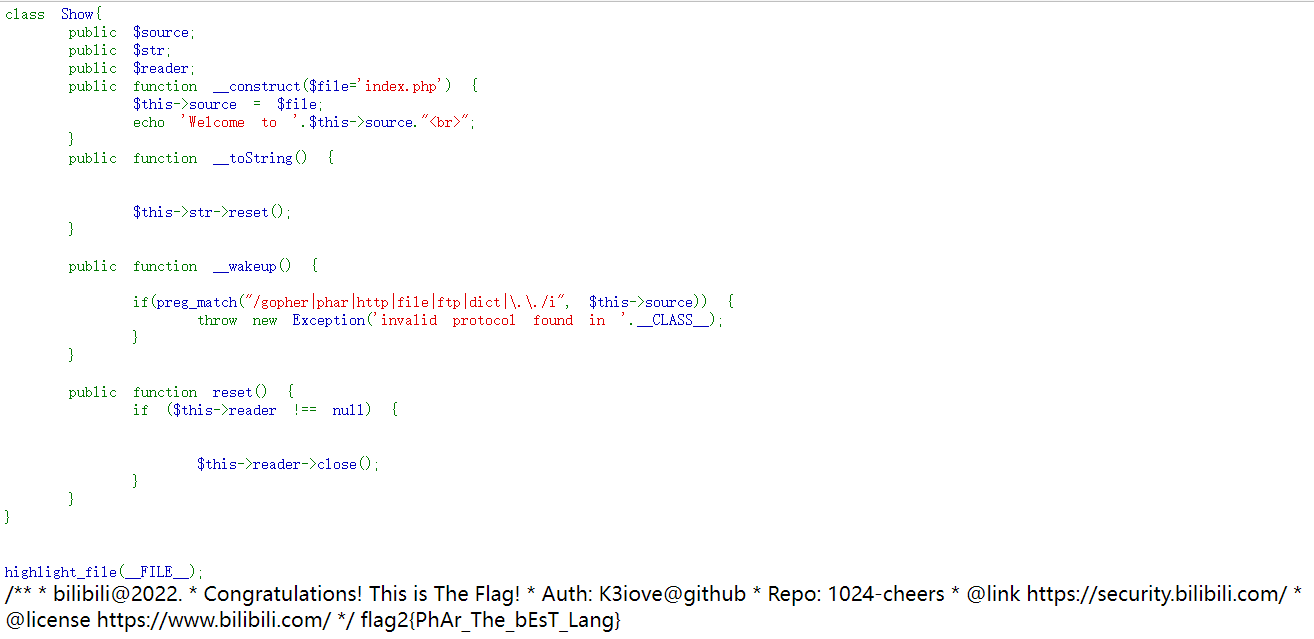 class Show{
public $source;
public $str;
public $reader;
public function __construct($file='index.php') {
$this->source = $file;
echo 'Welcome to '.$this->source."<br>";
}
public function __toString() {
$this->str->reset();
}
public function __wakeup() {
if(preg_match("/gopher|phar|http|file|ftp|dict|\.\./i", $this->source)) {
throw new Exception('invalid protocol found in '.__CLASS__);
}
}
public function reset() {
if ($this->reader !== null) {
$this->reader->close();
}
}
}
highlight_file(__FILE__);
/** * bilibili@2022. * Congratulations! This is The Flag! * Auth: K3iove@github * Repo: 1024-cheers * @link https://security.bilibili.com/ *
@license https://www.bilibili.com/ */ flag2{PhAr_The_bEsT_Lang}